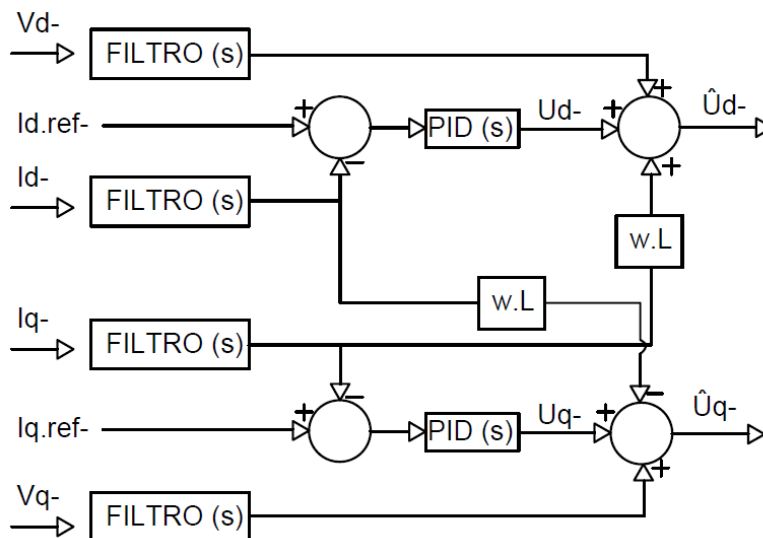 Vd-
FILTRO (s)
+
+
+
Id.ref-
PID (s)
Ud-
Ûd-
−
+
Id-
FILTRO (s)
w.L
w.L
Iq-
FILTRO (s)
−
−
+
+
Iq.ref-
PID (s)
Uq-
Ûq-
+
Vq-
FILTRO (s)